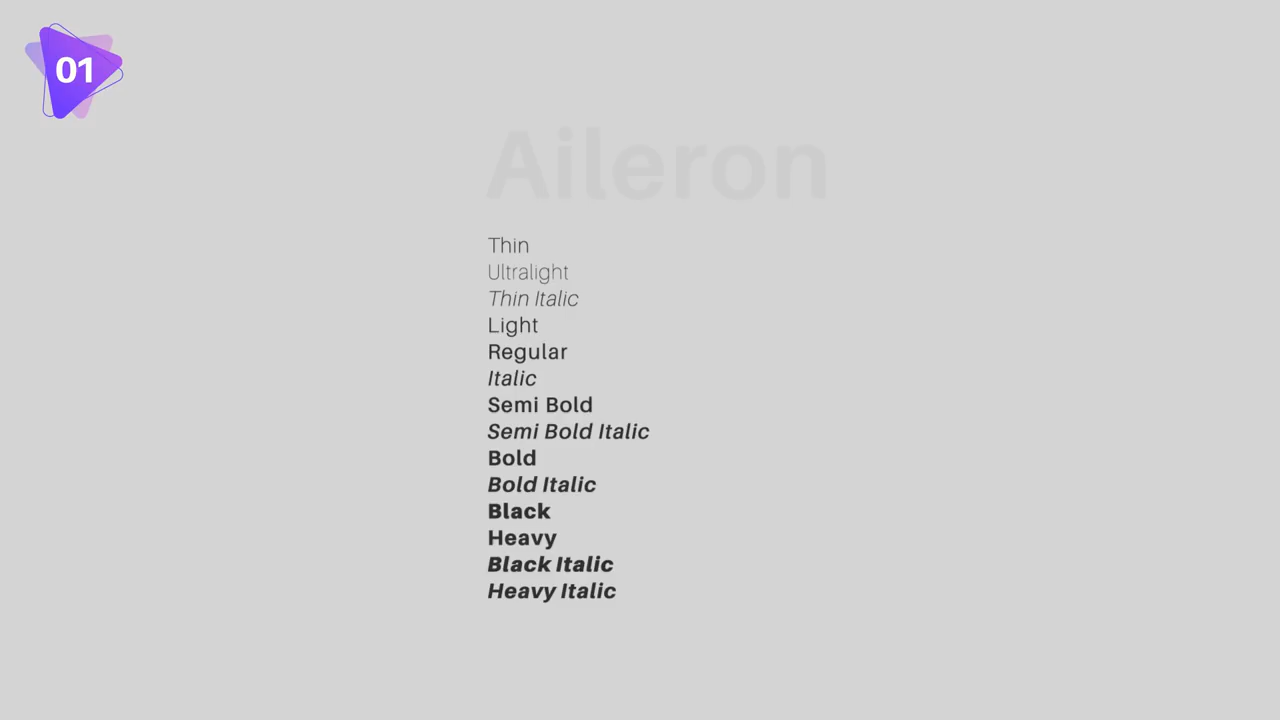 01
Aileron
Thin
Ultralight
Thin Italic
Light
Regular
Italic
Semi Bold
Semi Bold Italic
Bold
Bold Italic
Black
Heavy
Black Italic
Heavy Italic